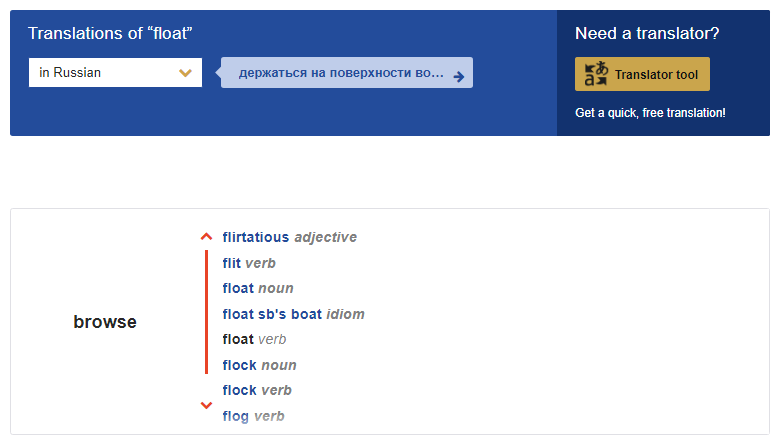 Translations of “float”
in Russian
держаться на поверхности во...
Need a translator?
Translator tool
Get a quick, free translation!
browse
flirtatious adjective
flit verb
float noun
float sb's boat idiom
float verb
flock noun
flock verb
flog verb